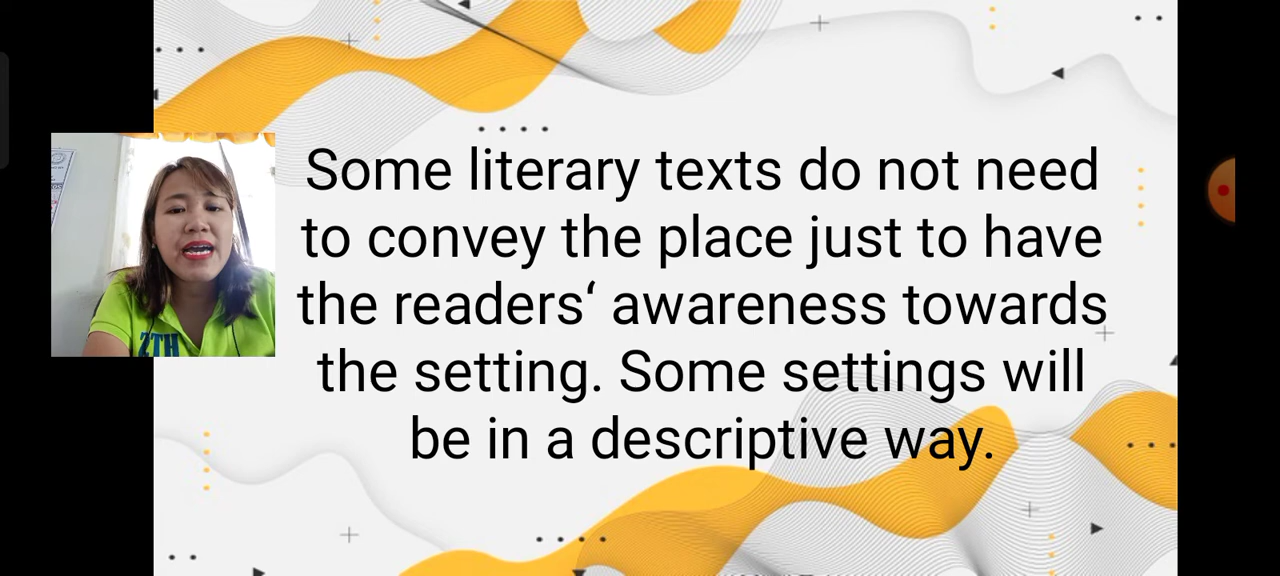 Some literary texts do not need
to convey the place just to have
the readers‘ awareness towards
the setting. Some settings will
be in a descriptive way.
ZTH